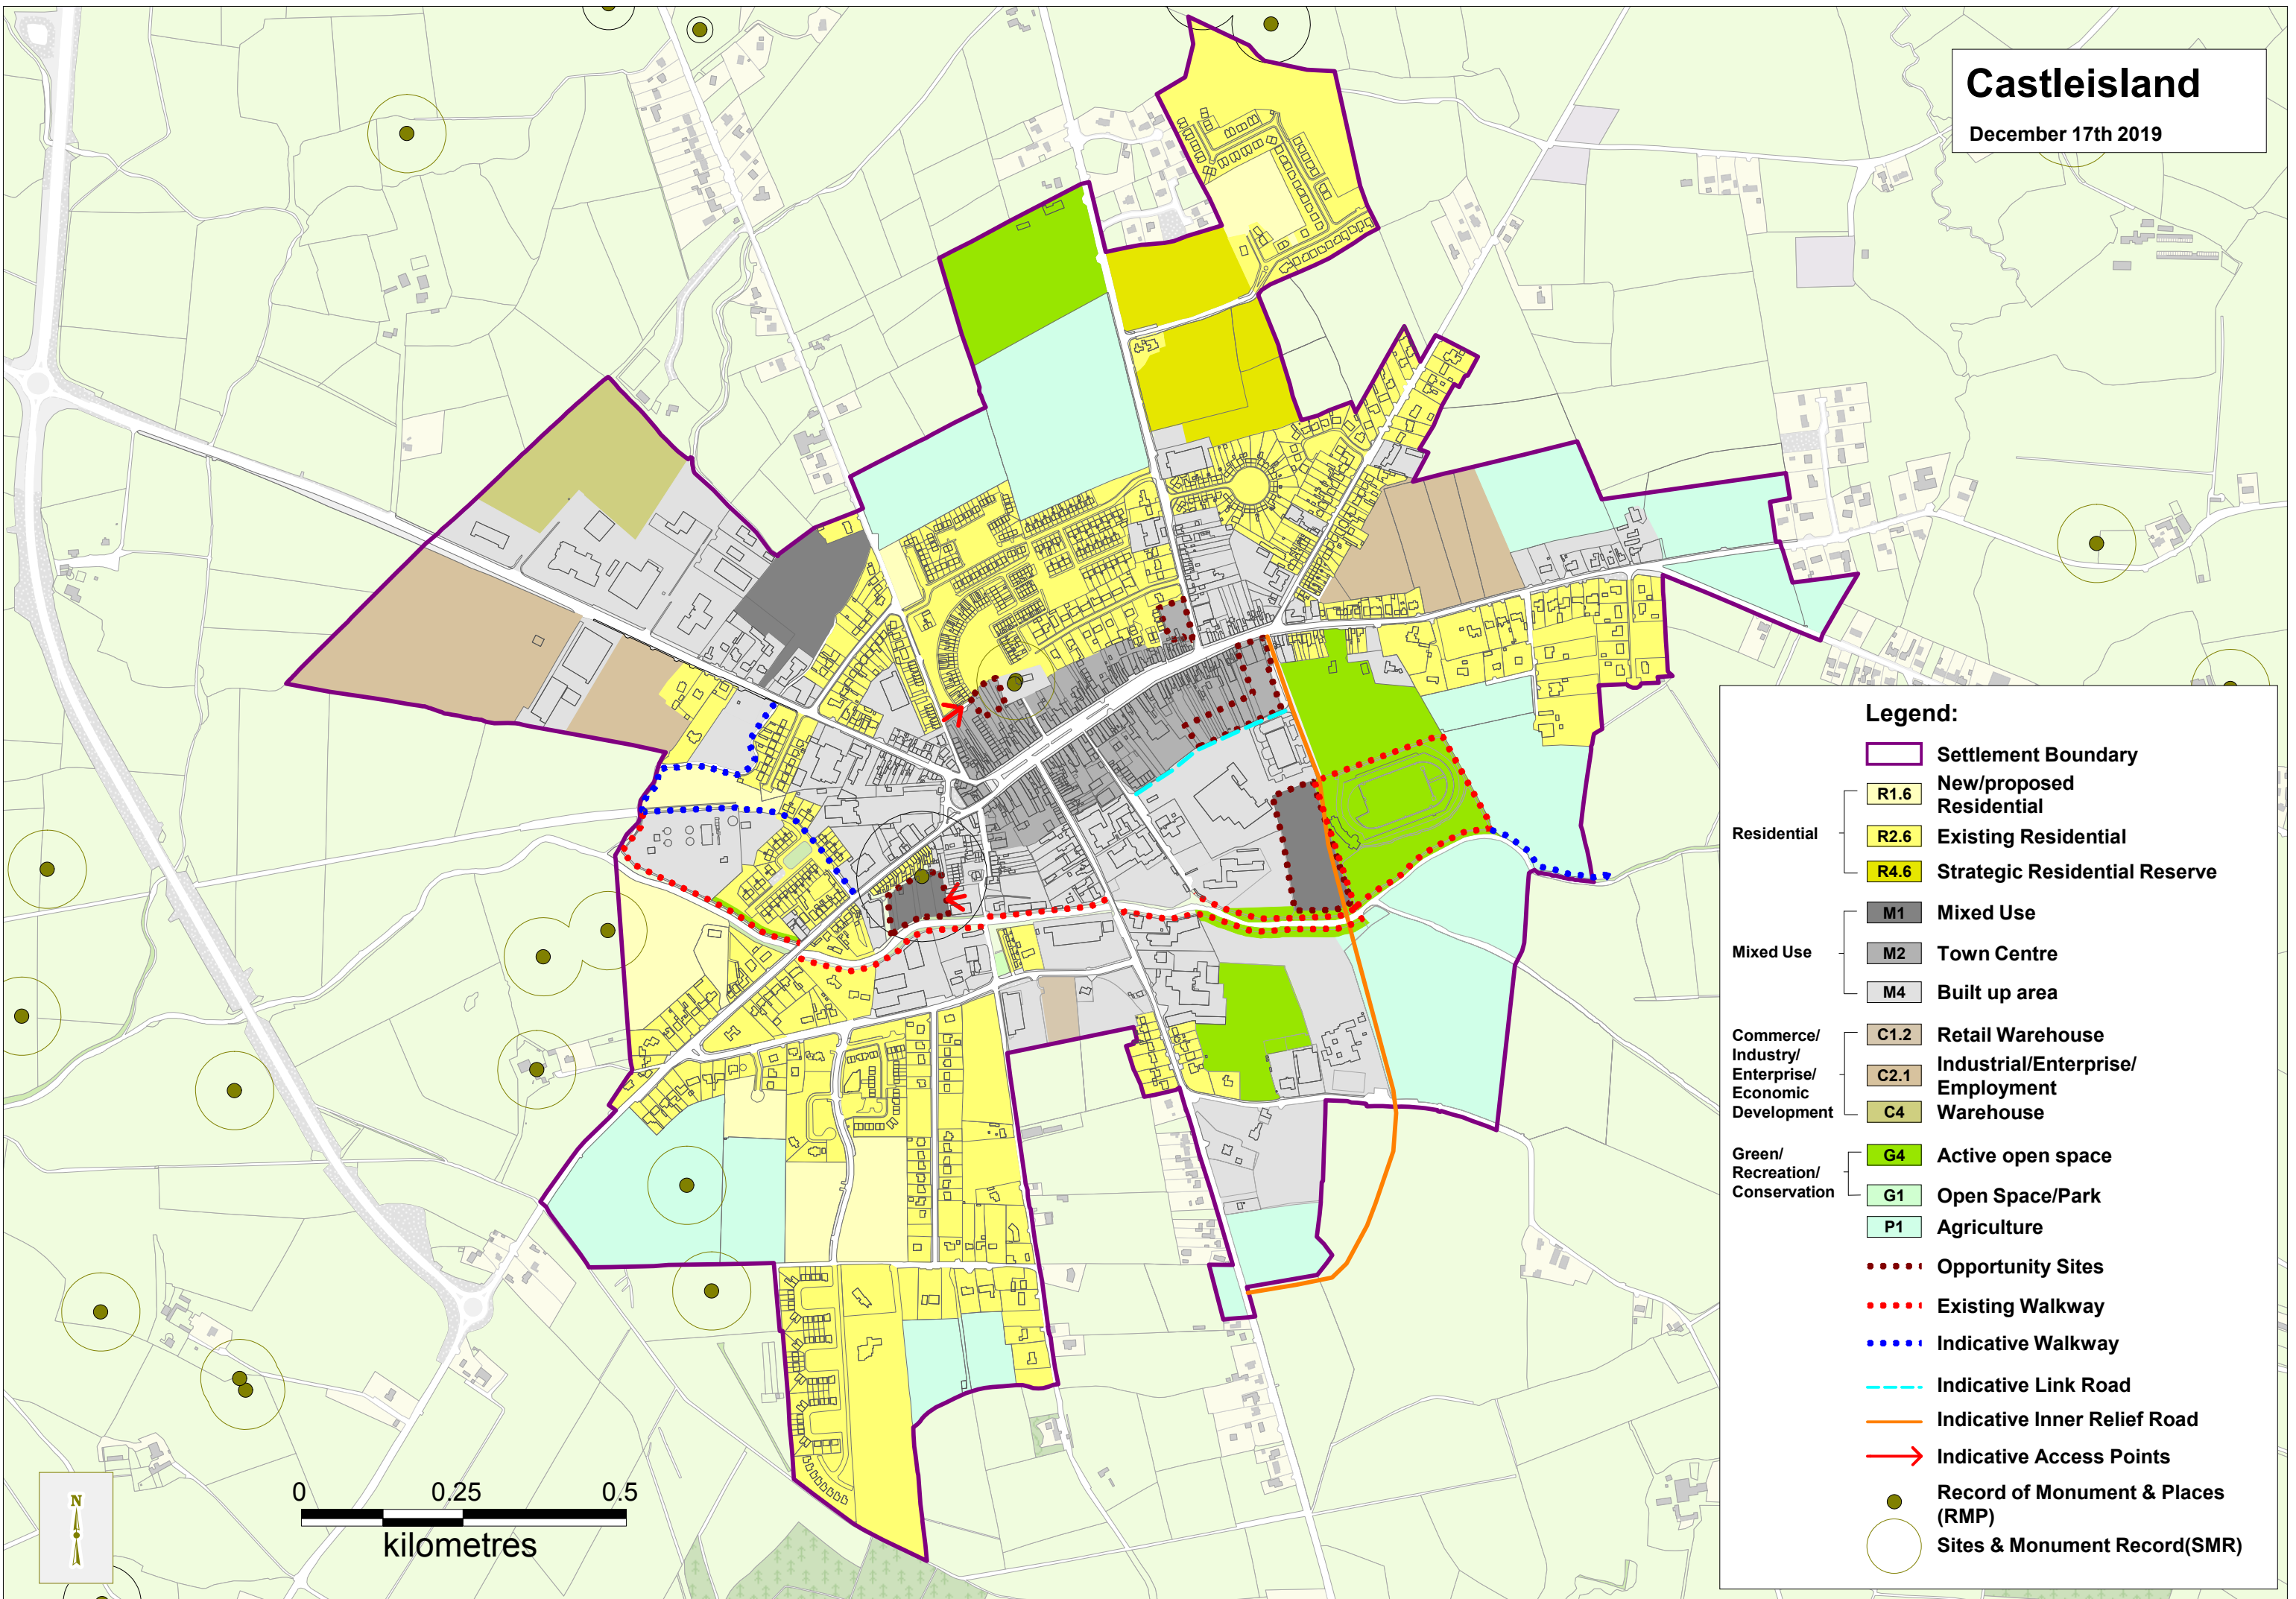 Castleisland
December 17th 2019
Legend:
Settlement Boundary
Residential
R1.6 New/proposed
Residential
R2.6 Existing Residential
R4.6 Strategic Residential Reserve
Mixed Use
M1 Mixed Use
M2 Town Centre
M4 Built up area
Commerce/
Industry/
Enterprise/
Economic
Development
C1.2 Retail Warehouse
C2.1 Industrial/Enterprise/
Employment
C4 Warehouse
Green/
Recreation/
Conservation
G4 Active open space
G1 Open Space/Park
P1 Agriculture
Opportunity Sites
Existing Walkway
Indicative Walkway
Indicative Link Road
Indicative Inner Relief Road
Indicative Access Points
Record of Monument & Places
(RMP)
Sites & Monument Record(SMR)
N
0 0.25 0.5
kilometres